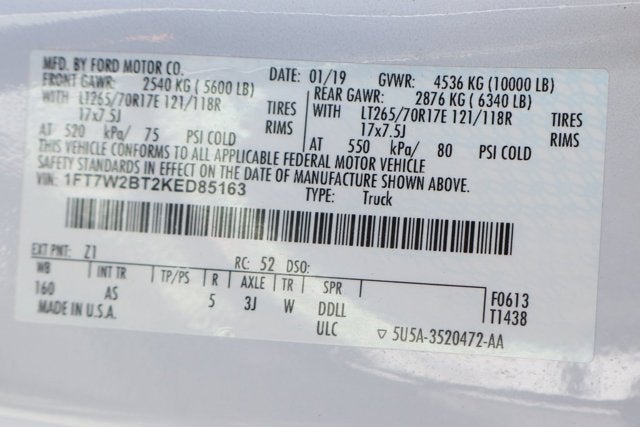 MFD. BY FORD MOTOR CO. DATE: 01/19 GVWR: 4536 KG (10000 LB)
FRONT GAWR: 2540 KG (5600 LB) REAR GAWR: 2876 KG (6340 LB)
WITH LT265/70R17E 121/118R TIRES WITH LT265/70R17E 121/118R TIRES
17x7.5J RIMS 17x7.5J RIMS
AT 520 kPa/ 75 PSI COLD AT 550 kPa/ 80 PSI COLD
THIS VEHICLE CONFORMS TO ALL APPLICABLE FEDERAL MOTOR VEHICLE
SAFETY STANDARDS IN EFFECT ON THE DATE OF MANUFACTURE SHOWN ABOVE.
VIN: 1FT7W2BT2KED85163 TYPE: Truck
EXT PNT: Z1 RC: 52 DSO:
WB INT TR TP/PS R AXLE TR SPR
160 AS 5 3J W DDLL F0613
MADE IN U.S.A. ULC T1438
▽ 5U5A-3520472-AA